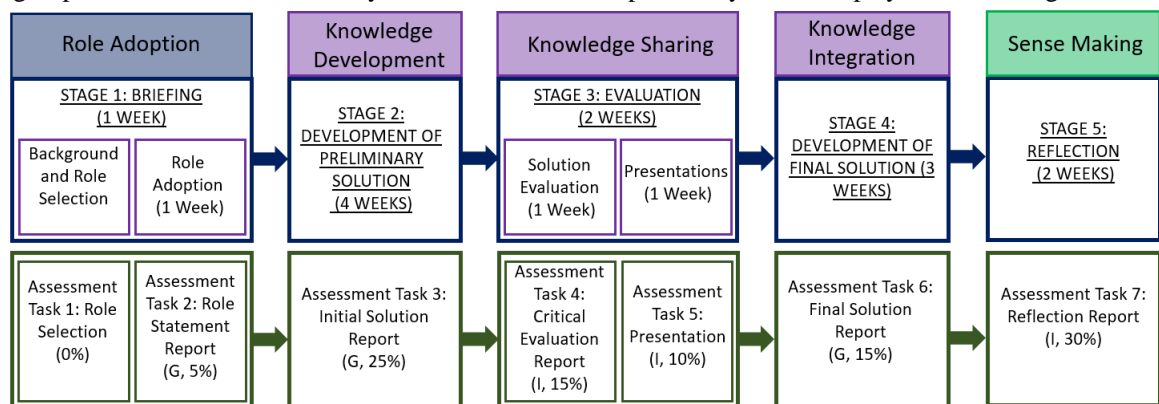 Role Adoption
Knowledge
Development
Knowledge Sharing
Knowledge
Integration
Sense Making
STAGE 1: BRIEFING
(1 WEEK)
Background
and Role
Selection
Role
Adoption
(1 Week)
STAGE 2:
DEVELOPMENT OF
PRELIMINARY
SOLUTION
(4 WEEKS)
STAGE 3: EVALUATION
(2 WEEKS)
Solution
Evaluation
(1 Week)
Presentations
(1 Week)
STAGE 4:
DEVELOPMENT OF
FINAL SOLUTION (3
WEEKS)
STAGE 5:
REFLECTION
(2 WEEKS)
Assessment
Task 1: Role
Selection
(0%)
Assessment
Task 2: Role
Statement
Report
(G, 5%)
Assessment Task 3:
Initial Solution
Report
(G, 25%)
Assessment
Task 4:
Critical
Evaluation
Report
(I, 15%)
Assessment
Task 5:
Presentation
(I, 10%)
Assessment Task 6:
Final Solution
Report
(G, 15%)
Assessment Task 7:
Reflection Report
(I, 30%)